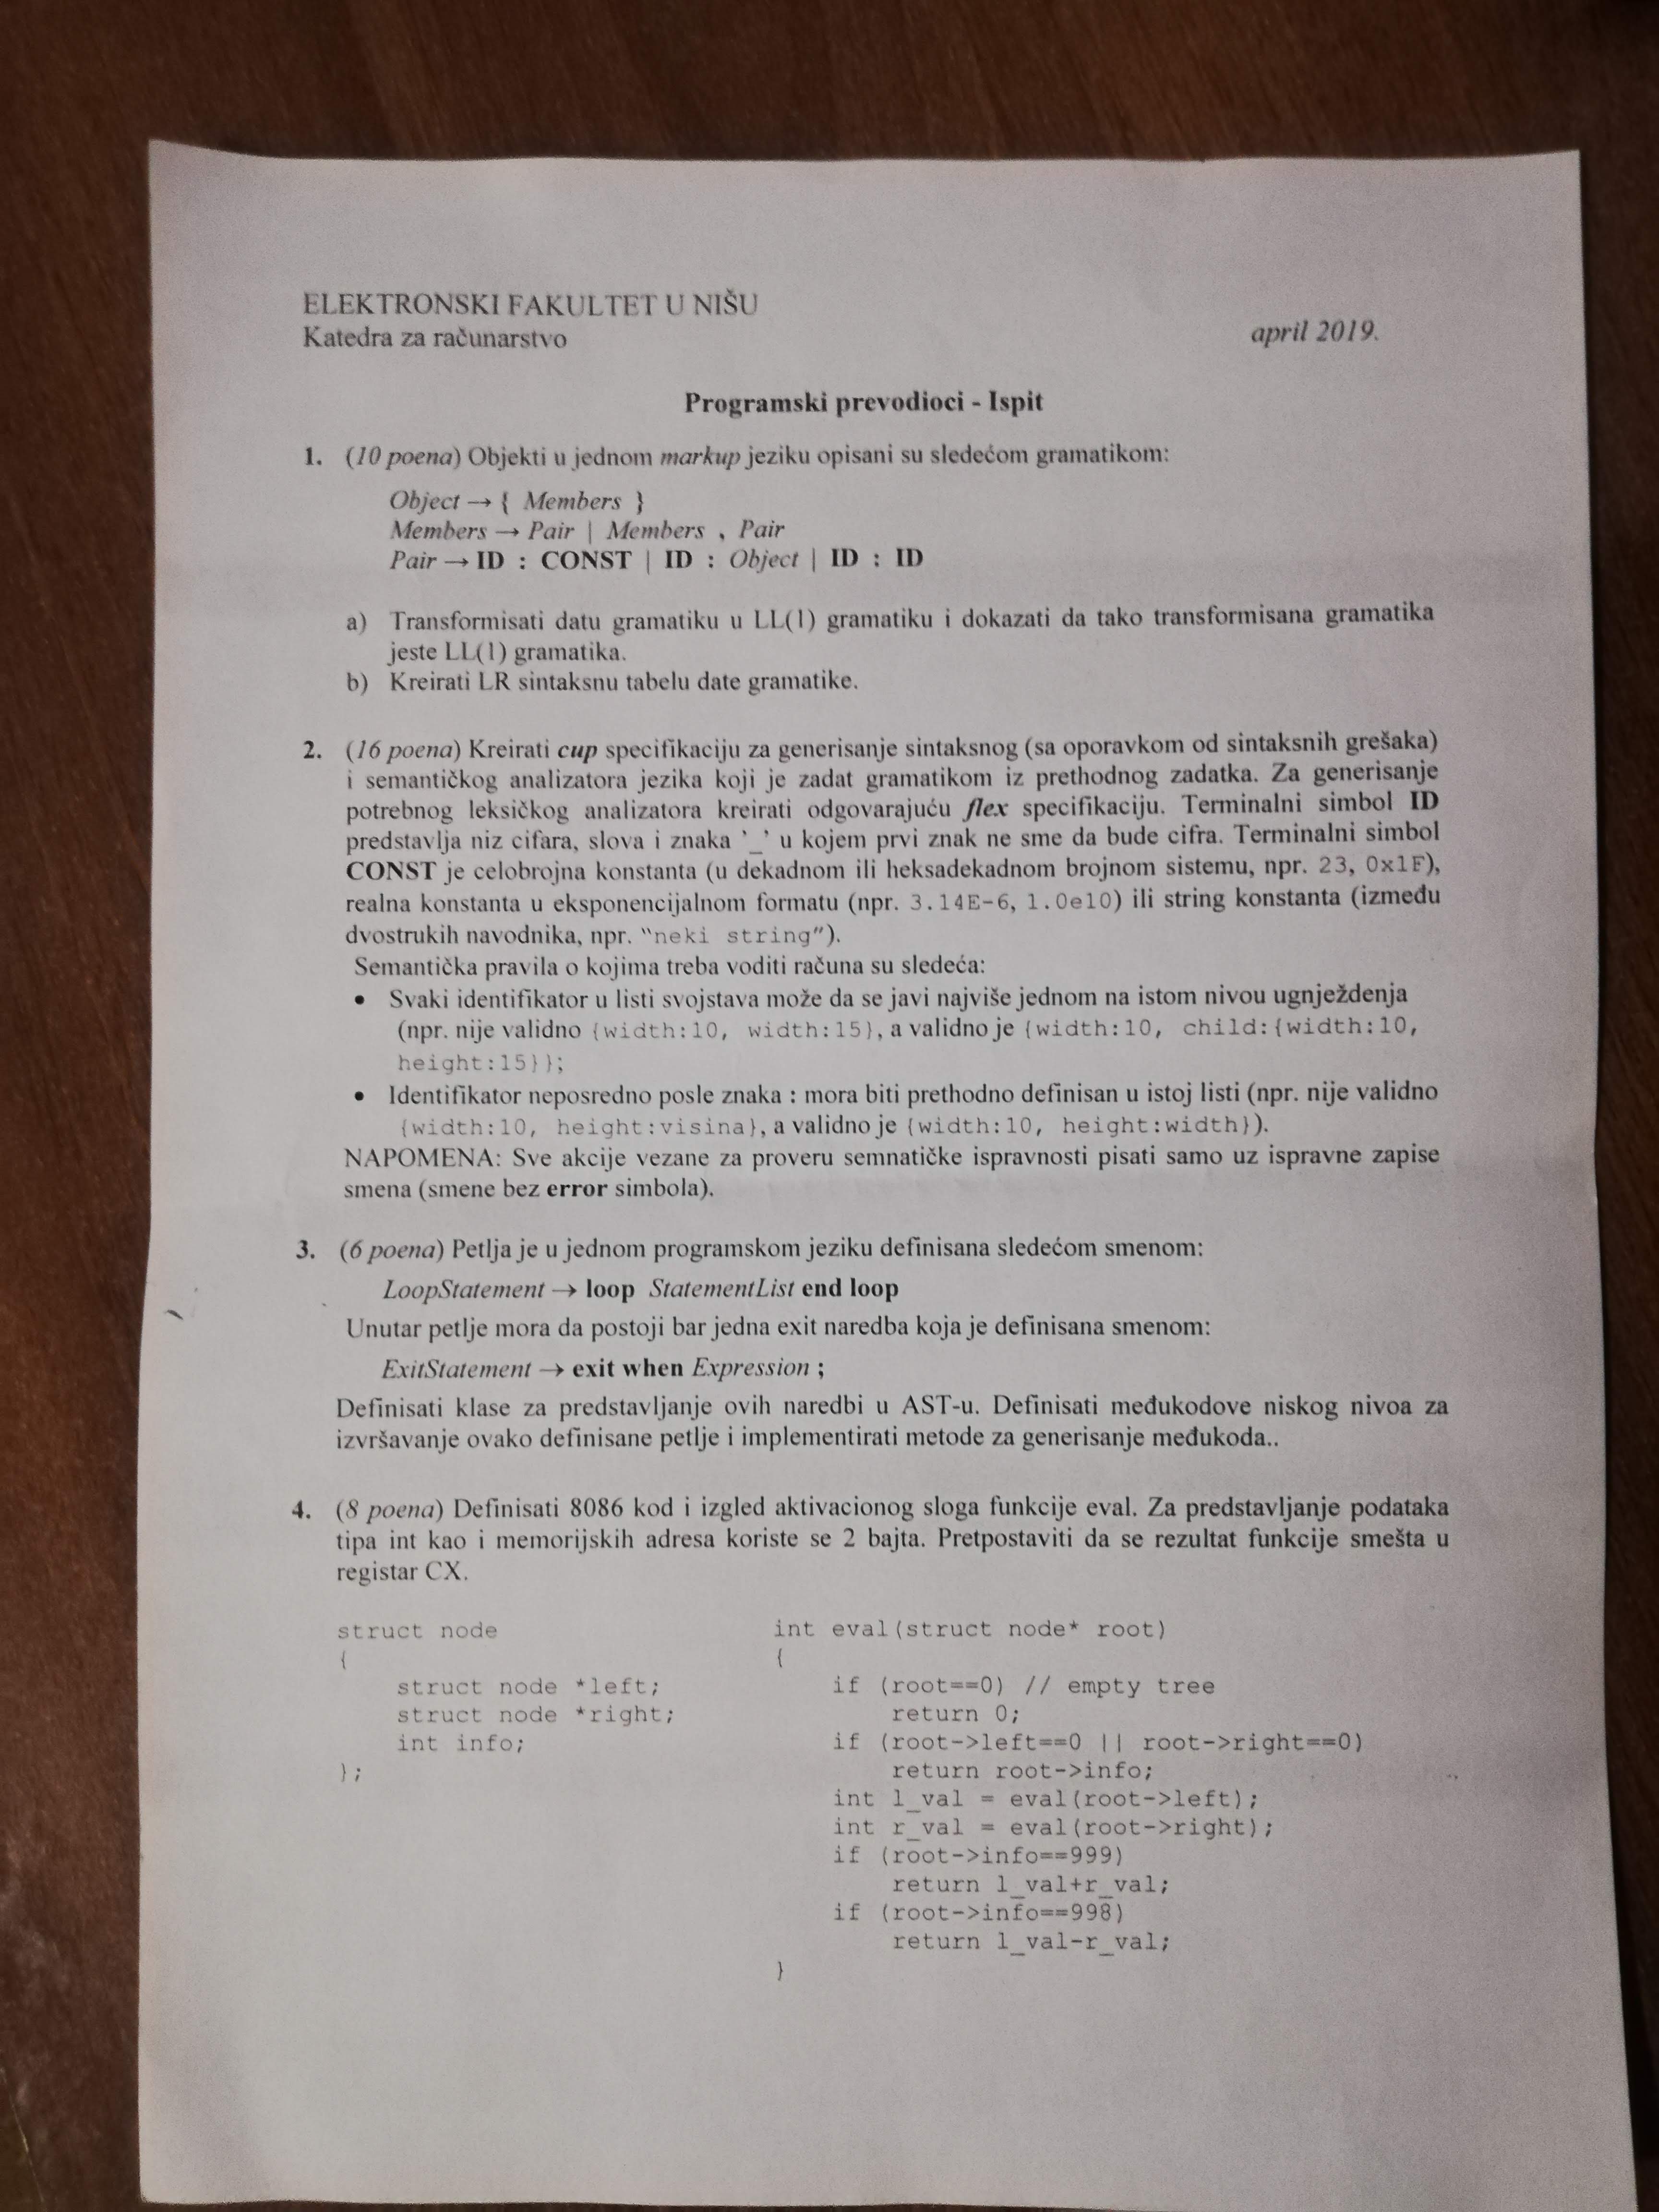 ELEKTRONSKI FAKULTET U NIŠU
Katedra za računarstvo
april 2019.
Programski prevodioci - Ispit
1. (10 poena) Objekti u jednom markup jeziku opisani su sledećom gramatikom:
Object → { Members }
Members → Pair | Members , Pair
Pair → ID : CONST | ID : Object | ID : ID
a) Transformisati datu gramatiku u LL(1) gramatiku i dokazati da tako transformisana gramatika
jeste LL(1) gramatika.
b) Kreirati LR sintaksnu tabelu date gramatike.
2. (16 poena) Kreirati cup specifikaciju za generisanje sintaksnog (sa oporavkom od sintaksnih grešaka)
i semantičkog analizatora jezika koji je zadat gramatikom iz prethodnog zadatka. Za generisanje
potrebnog leksičkog analizatora kreirati odgovarajuću flex specifikaciju. Terminalni simbol ID
predstavlja niz cifara, slova i znaka ’_’ u kojem prvi znak ne sme da bude cifra. Terminalni simbol
CONST je celobrojna konstanta (u dekadnom ili heksadekadnom brojnom sistemu, npr. 23, 0x1F),
realna konstanta u eksponencijalnom formatu (npr. 3.14E-6, 1.0e10) ili string konstanta (između
dvostrukih navodnika, npr. “neki string”).
Semantička pravila o kojima treba voditi računa su sledeća:
• Svaki identifikator u listi svojstava može da se javi najviše jednom na istom nivou ugnježdenja
(npr. nije validno {width:10, width:15}, a validno je {width:10, child:{width:10,
height:15}};
• Identifikator neposredno posle znaka : mora biti prethodno definisan u istoj listi (npr. nije validno
{width:10, height:visina}, a validno je {width:10, height:width}).
NAPOMENA: Sve akcije vezane za proveru semnatičke ispravnosti pisati samo uz ispravne zapise
smena (smene bez error simbola).
3. (6 poena) Petlja je u jednom programskom jeziku definisana sledećom smenom:
LoopStatement → loop StatementList end loop
Unutar petlje mora da postoji bar jedna exit naredba koja je definisana smenom:
ExitStatement → exit when Expression ;
Definisati klase za predstavljanje ovih naredbi u AST-u. Definisati međukodove niskog nivoa za
izvršavanje ovako definisane petlje i implementirati metode za generisanje međukoda..
4. (8 poena) Definisati 8086 kod i izgled aktivacionog sloga funkcije eval. Za predstavljanje podataka
tipa int kao i memorijskih adresa koriste se 2 bajta. Pretpostaviti da se rezultat funkcije smešta u
registar CX.
struct node
{
struct node *left;
struct node *right;
int info;
};
int eval(struct node* root)
{
if (root==0) // empty tree
return 0;
if (root->left==0 || root->right==0)
return root->info;
int l_val = eval(root->left);
int r_val = eval(root->right);
if (root->info==999)
return l_val+r_val;
if (root->info==998)
return l_val-r_val;
}